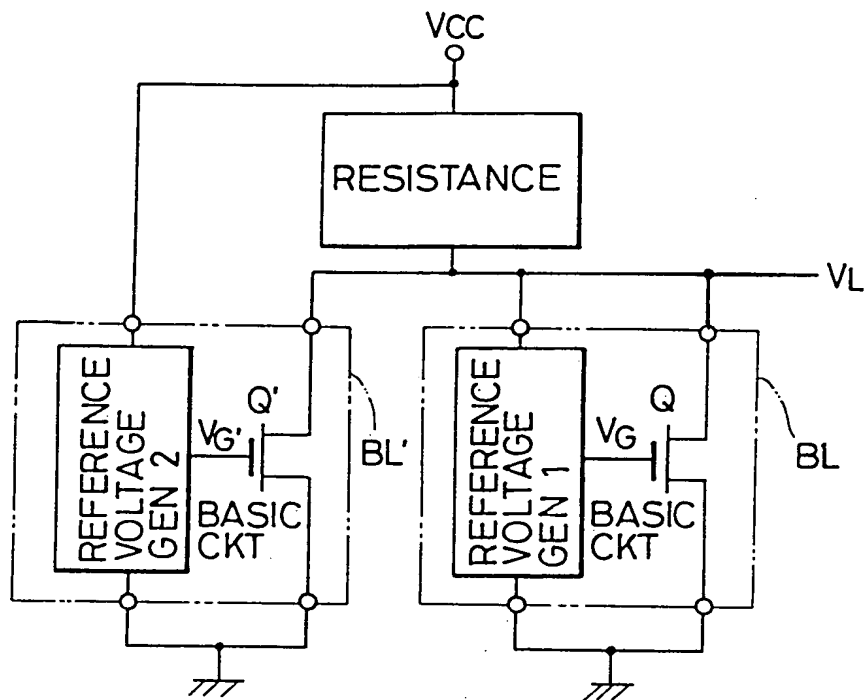 VCC
RESISTANCE
VL
REFERENCE
VOLTAGE
GEN 2
VG'
Q'
BASIC
CKT
BL'
REFERENCE
VOLTAGE
GEN 1
VG
Q
BASIC
CKT
BL